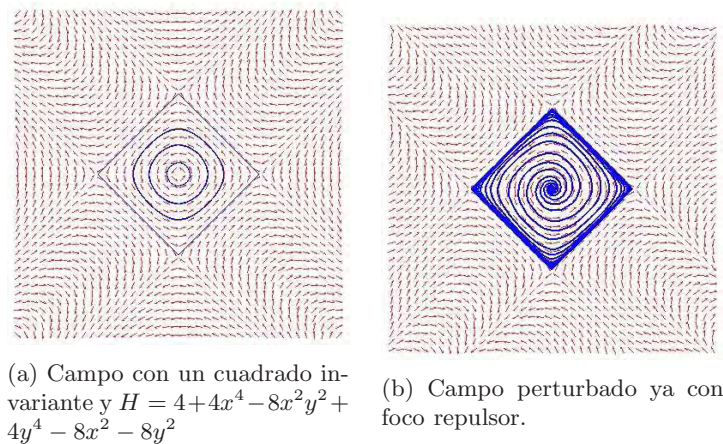 (a) Campo con un cuadrado in-
variante y $H = 4+4x^4-8x^2y^2+$
$4y^4-8x^2-8y^2$
(b) Campo perturbado ya con
foco repulsor.